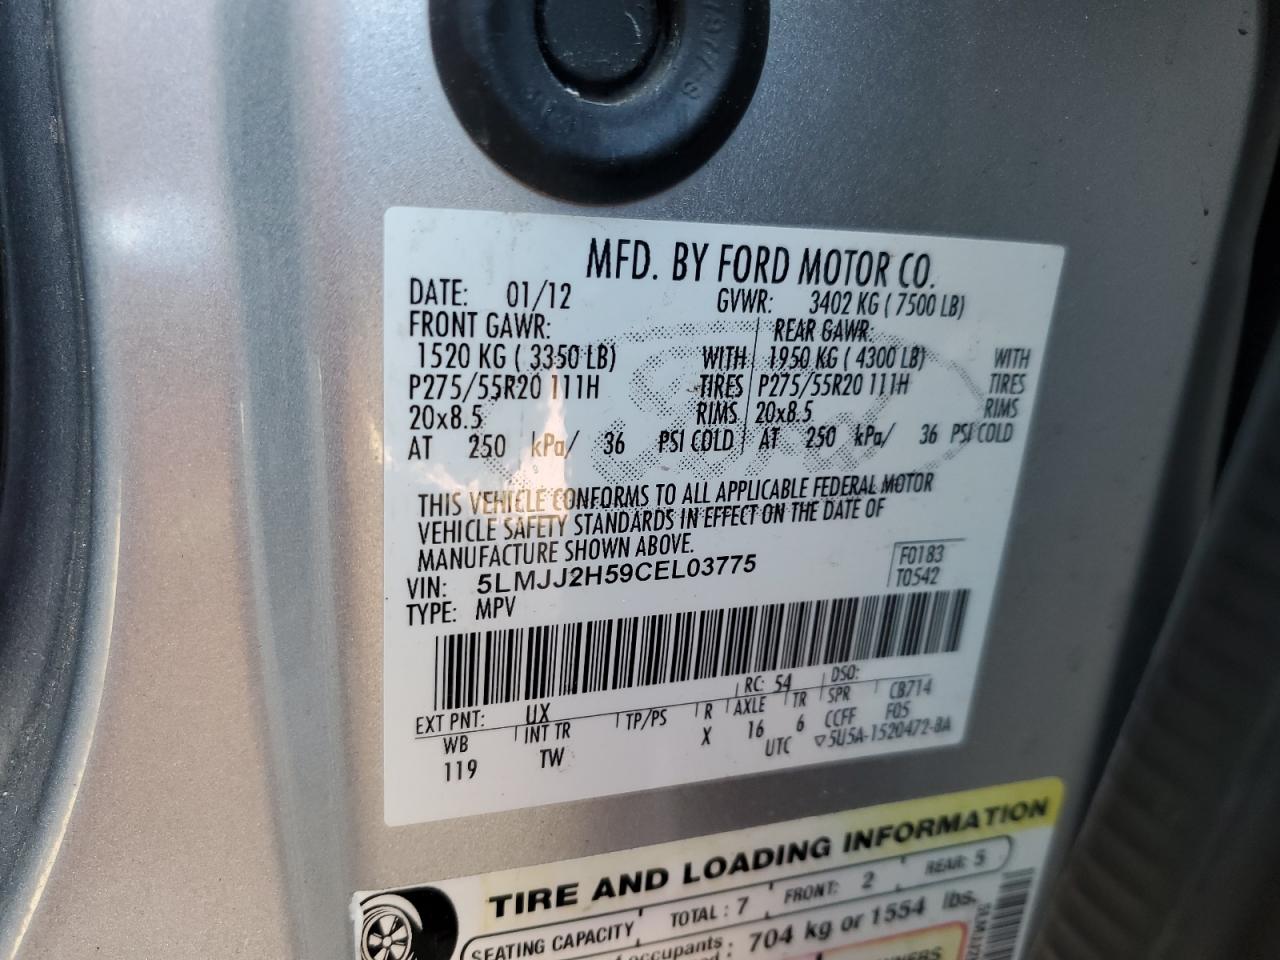 MFD. BY FORD MOTOR CO.
DATE: 01/12 GVWR: 3402 KG ( 7500 LB)
FRONT GAWR: REAR GAWR:
1520 KG ( 3350 LB) WITH 1950 KG ( 4300 LB) WITH
P275/55R20 111H TIRES P275/55R20 111H TIRES
20x8.5 RIMS 20x8.5 RIMS
AT 250 kPa/ 36 PSI COLD AT 250 kPa/ 36 PSI COLD
THIS VEHICLE CONFORMS TO ALL APPLICABLE FEDERAL MOTOR
VEHICLE SAFETY STANDARDS IN EFFECT ON THE DATE OF
MANUFACTURE SHOWN ABOVE.
VIN: 5LMJJ2H59CEL03775 F0183
TYPE: MPV T0542
EXT PNT: UX RC: 54 DSO:
WB INT TR TP/PS R AXLE TR SPR CB714
119 TW X 16 6 CCFF F05
UTC ▽5U5A-1520472-BA
TIRE AND LOADING INFORMATION
SEATING CAPACITY TOTAL : 7 FRONT: 2 REAR: 5
704 kg or 1554 lbs.